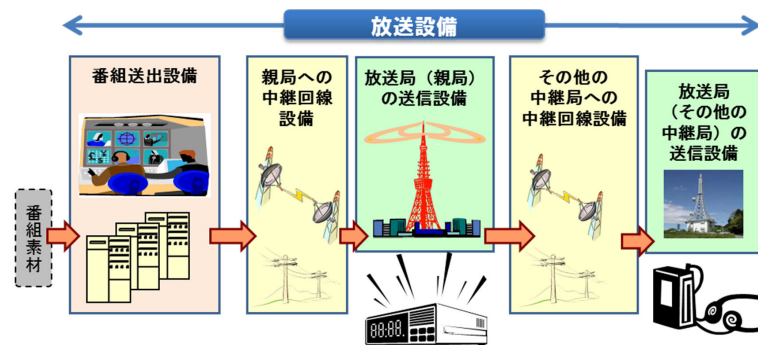 放送設備
番組素材
番組送出設備
親局への
中継回線
設備
放送局（親局）
の送信設備
その他の
中継局への
中継回線設備
放送局
（その他の
中継局）の
送信設備
88:88.